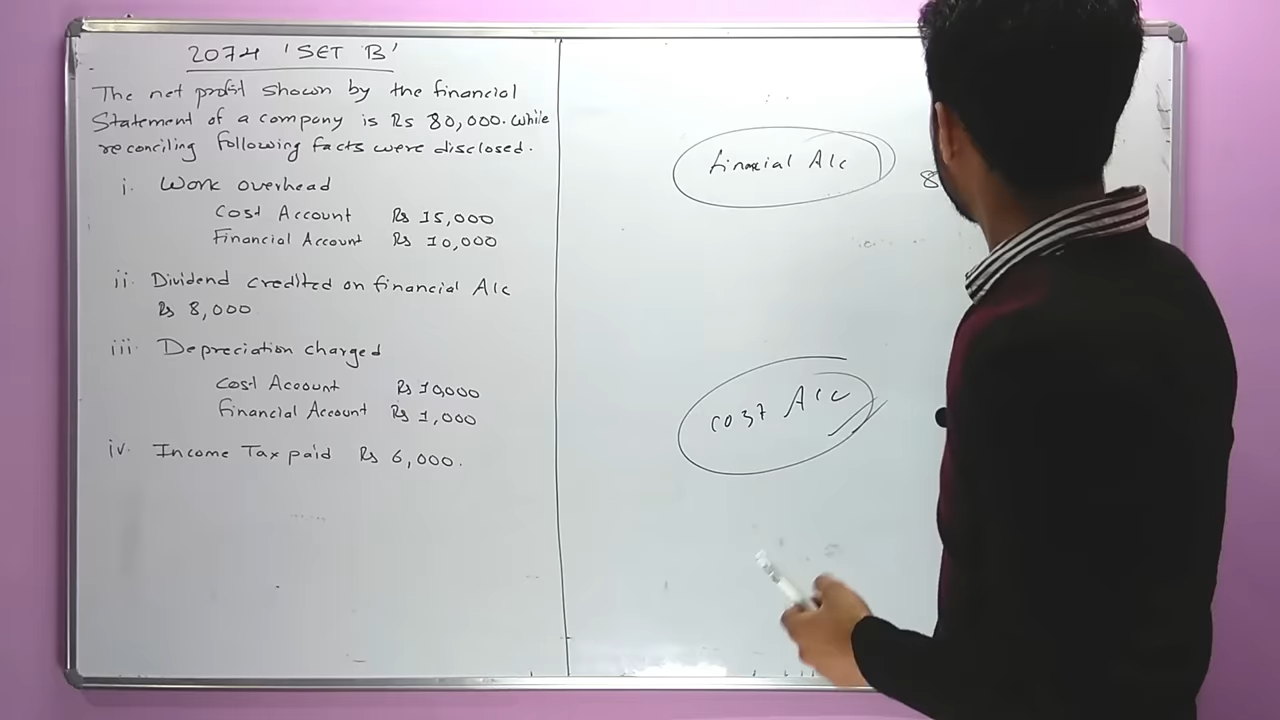 2074 'SET B'
The net profit shown by the financial
Statement of a company is Rs 80,000. While
reconciling following facts were disclosed.
i. Work overhead
Cost Account Rs 15,000
Financial Account Rs 10,000
ii. Dividend credited on financial A/c
Rs 8,000
iii. Depreciation charged
Cost Account Rs 10,000
Financial Account Rs 1,000
iv. Income Tax paid Rs 6,000.
financial A/c
8
cost A/c